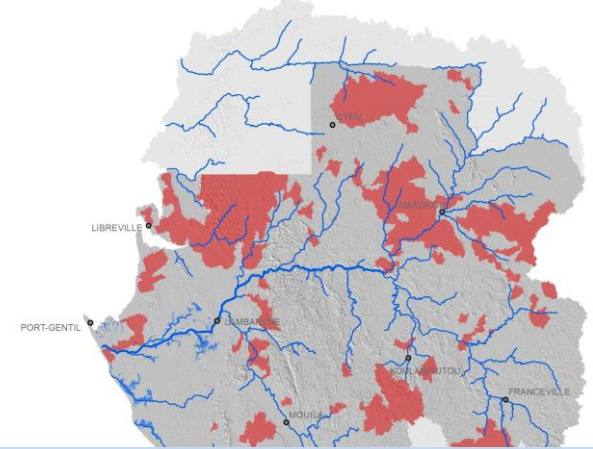 OYEM
MAKOKOU
LIBREVILLE
LAMBARENE
PORT-GENTIL
KOULAMOUTOU
FRANCEVILLE
MOUILA